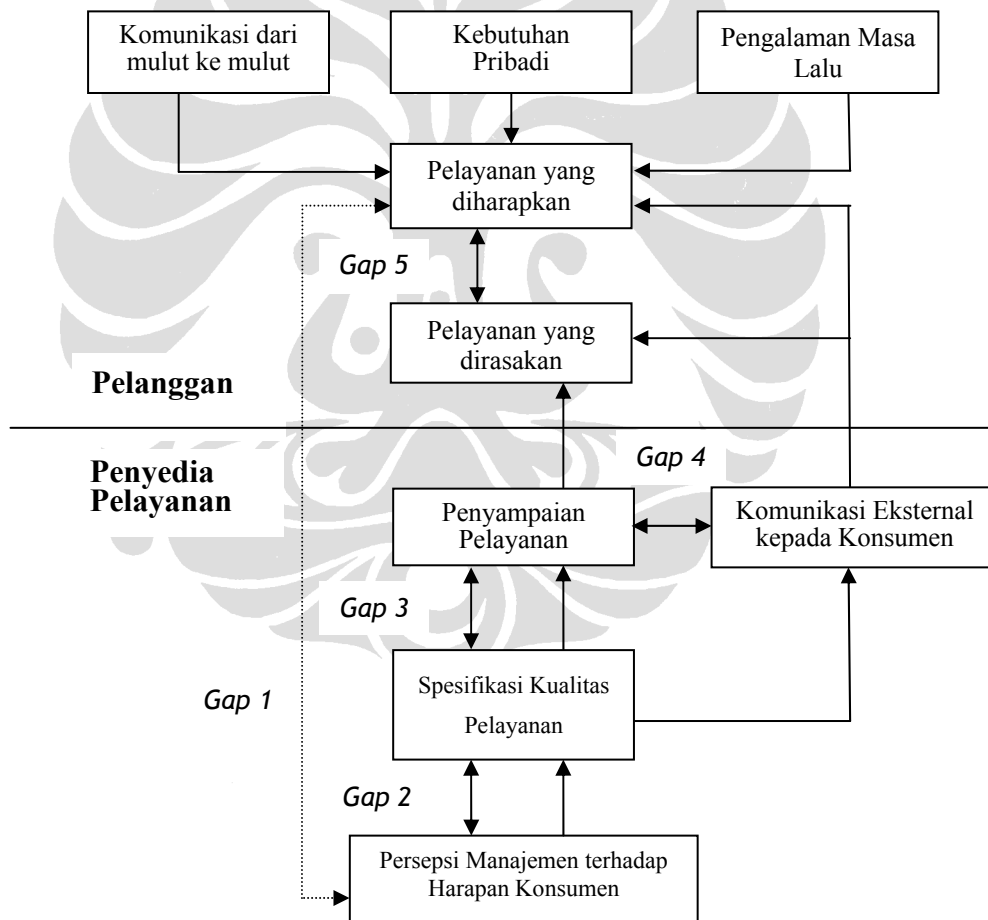 Komunikasi dari
mulut ke mulut
Kebutuhan
Pribadi
Pengalaman Masa
Lalu
Pelayanan yang
diharapkan
Gap 5
Pelayanan yang
dirasakan
Pelanggan
Penyedia
Pelayanan
Gap 4
Penyampaian
Pelayanan
Komunikasi Eksternal
kepada Konsumen
Gap 3
Spesifikasi Kualitas
Pelayanan
Gap 1
Gap 2
Persepsi Manajemen terhadap
Harapan Konsumen